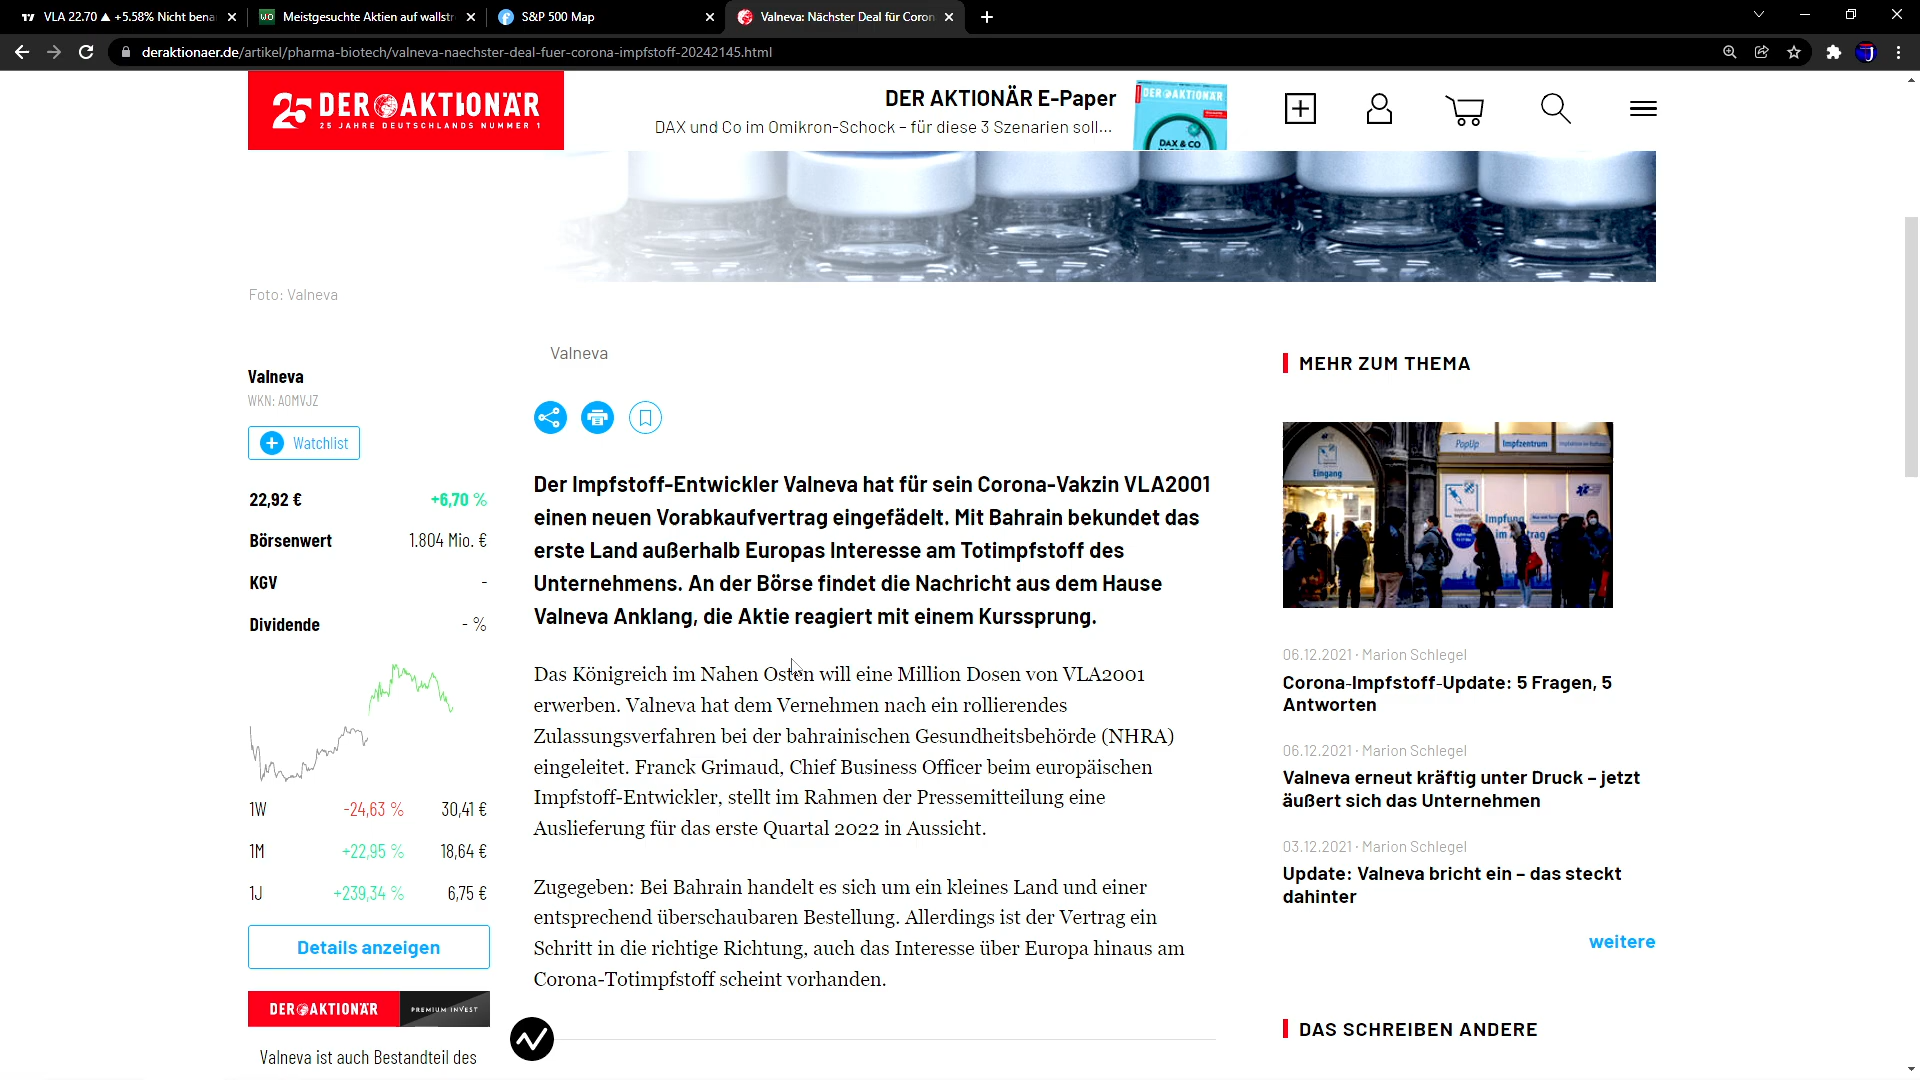 VLA 22.70 ▲ +5.58% Nicht bena
Meistgesuchte Aktien auf wallstr
S&P 500 Map
Valneva: Nächster Deal für Coron
deraktionaer.de/artikel/pharma-biotech/valneva-naechster-deal-fuer-corona-impfstoff-20242145.html
25 DER AKTIONÄR
25 JAHRE DEUTSCHLANDS NUMMER 1
DER AKTIONÄR E-Paper
DAX und Co im Omikron-Schock – für diese 3 Szenarien soll...
DER AKTIONÄR
DAX & CO
Foto: Valneva
Valneva
WKN: A0MVJZ
Watchlist
22,92 € +6,70 %
Börsenwert 1.804 Mio. €
KGV -
Dividende - %
1W -24,63 % 30,41 €
1M +22,95 % 18,64 €
1J +239,34 % 6,75 €
Details anzeigen
DER AKTIONÄR PREMIUM INVEST
Valneva ist auch Bestandteil des
Valneva
Der Impfstoff-Entwickler Valneva hat für sein Corona-Vakzin VLA2001
einen neuen Vorabkaufvertrag eingefädelt. Mit Bahrain bekundet das
erste Land außerhalb Europas Interesse am Totimpfstoff des
Unternehmens. An der Börse findet die Nachricht aus dem Hause
Valneva Anklang, die Aktie reagiert mit einem Kurssprung.
Das Königreich im Nahen Osten will eine Million Dosen von VLA2001
erwerben. Valneva hat dem Vernehmen nach ein rollierendes
Zulassungsverfahren bei der bahrainischen Gesundheitsbehörde (NHRA)
eingeleitet. Franck Grimaud, Chief Business Officer beim europäischen
Impfstoff-Entwickler, stellt im Rahmen der Pressemitteilung eine
Auslieferung für das erste Quartal 2022 in Aussicht.
Zugegeben: Bei Bahrain handelt es sich um ein kleines Land und einer
entsprechend überschaubaren Bestellung. Allerdings ist der Vertrag ein
Schritt in die richtige Richtung, auch das Interesse über Europa hinaus am
Corona-Totimpfstoff scheint vorhanden.
MEHR ZUM THEMA
Eingang
PopUp Impfzentrum
Impfung
06.12.2021 · Marion Schlegel
Corona-Impfstoff-Update: 5 Fragen, 5
Antworten
06.12.2021 · Marion Schlegel
Valneva erneut kräftig unter Druck – jetzt
äußert sich das Unternehmen
03.12.2021 · Marion Schlegel
Update: Valneva bricht ein – das steckt
dahinter
weitere
DAS SCHREIBEN ANDERE